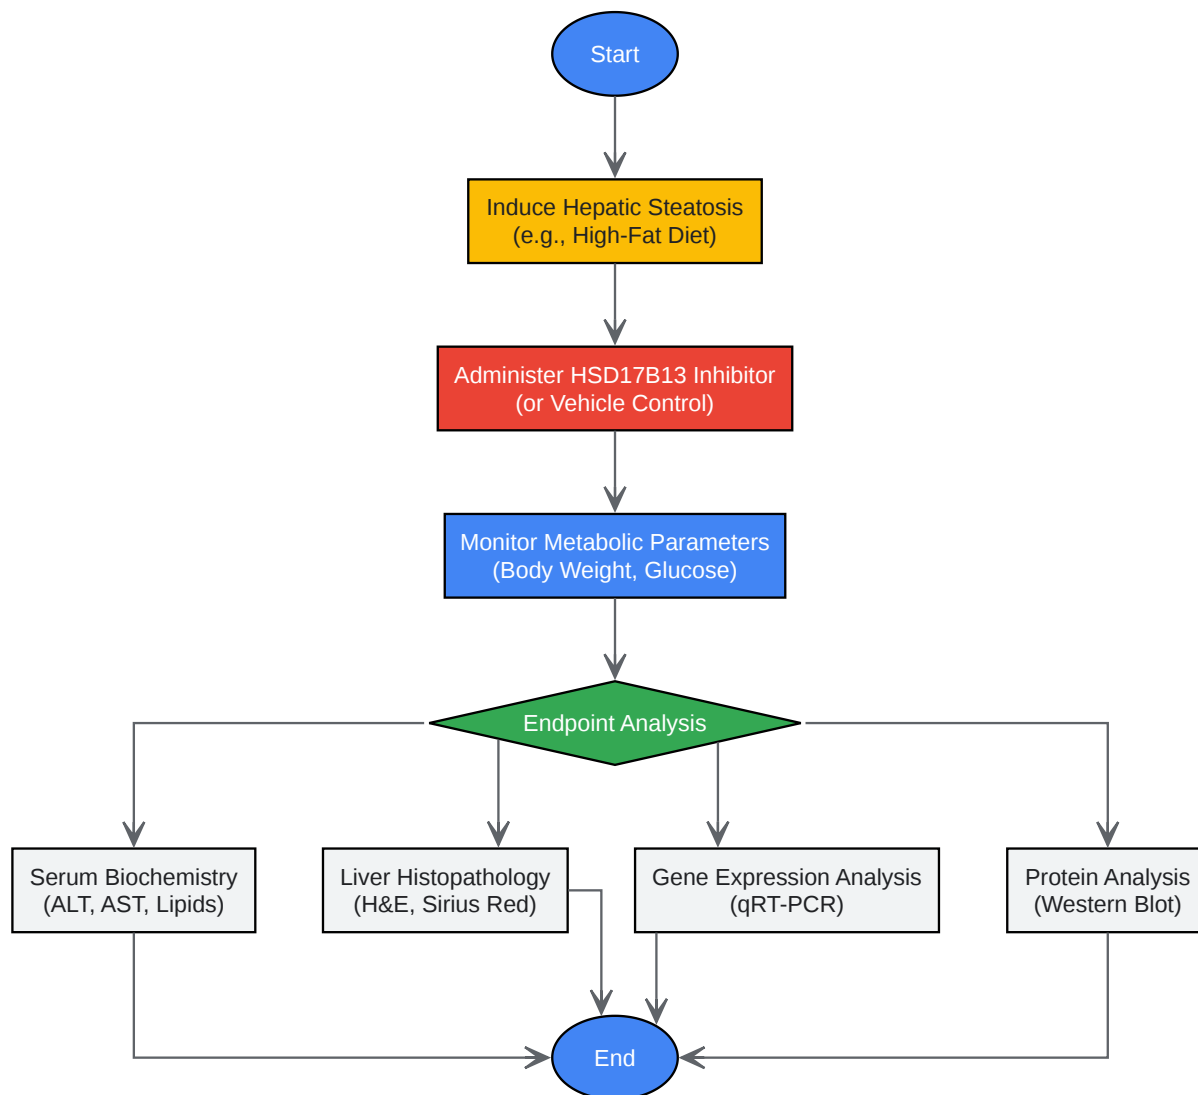 Start
Induce Hepatic Steatosis
(e.g., High-Fat Diet)
Administer HSD17B13 Inhibitor
(or Vehicle Control)
Monitor Metabolic Parameters
(Body Weight, Glucose)
Endpoint Analysis
Serum Biochemistry
(ALT, AST, Lipids)
Liver Histopathology
(H&E, Sirius Red)
Gene Expression Analysis
(qRT-PCR)
Protein Analysis
(Western Blot)
End